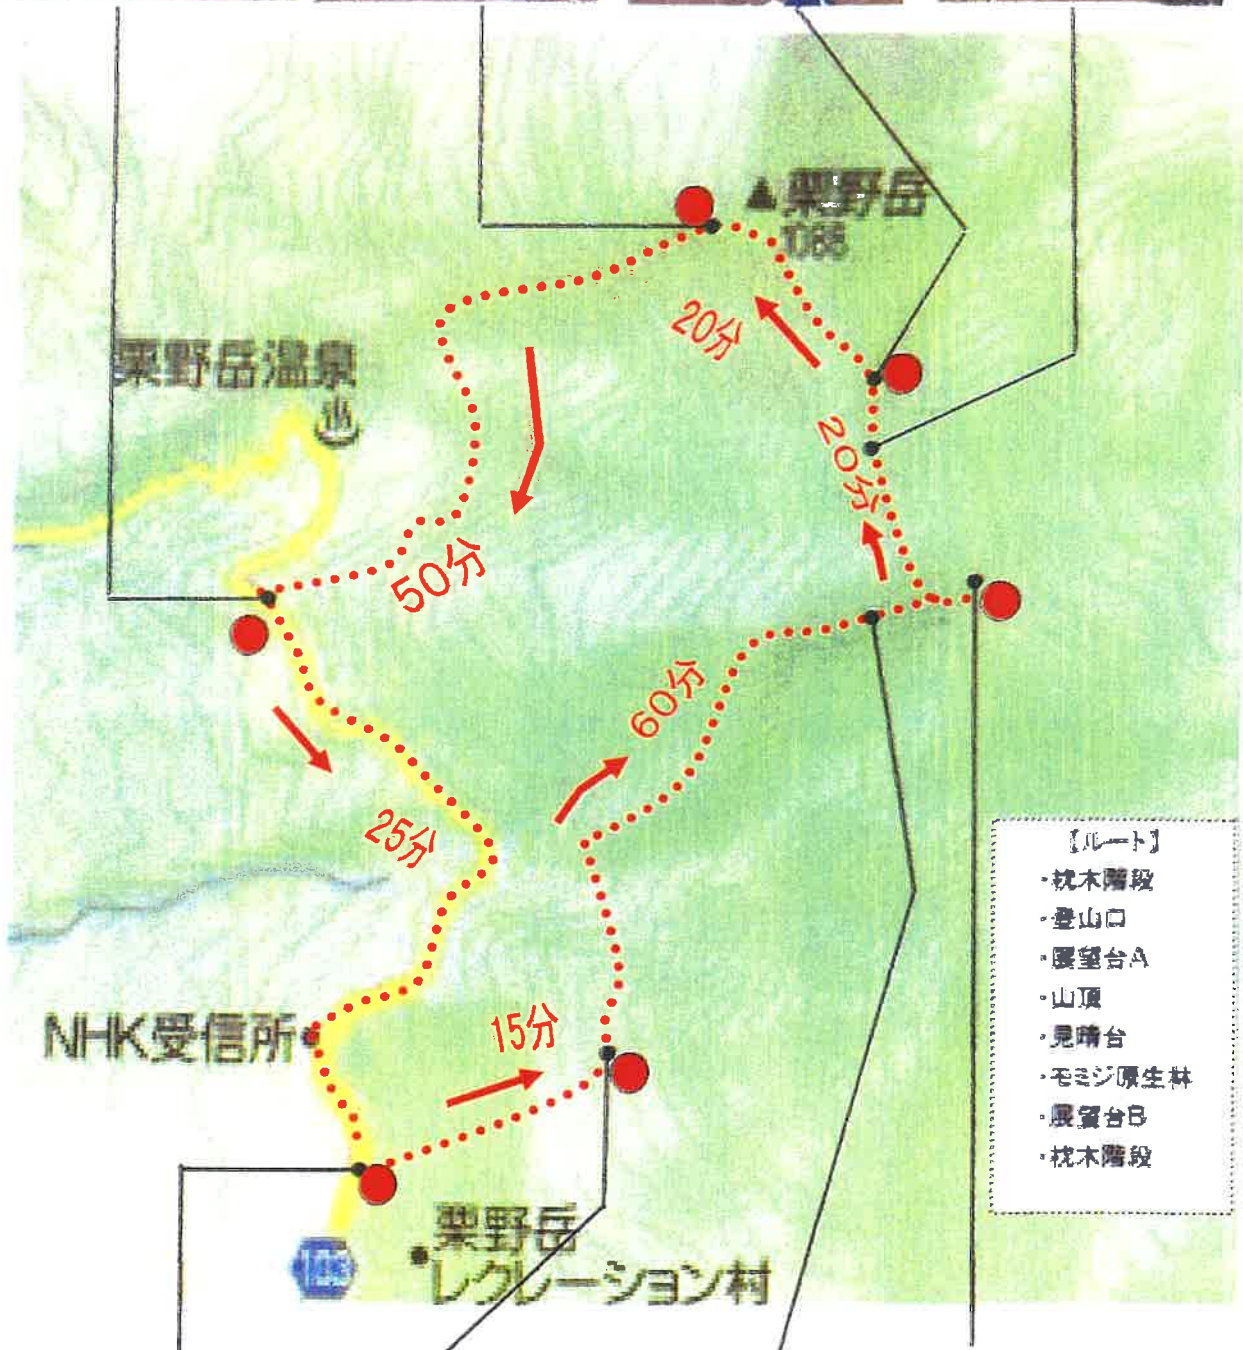 栗野岳
1088
20分
栗野岳温泉
20分
50分
60分
25分
【ルート】
・枕木階段
・登山口
・展望台A
・山頂
・見晴台
・モミジ原生林
・展望台B
・枕木階段
NHK受信所
15分
栗野岳
レクレーション村
103